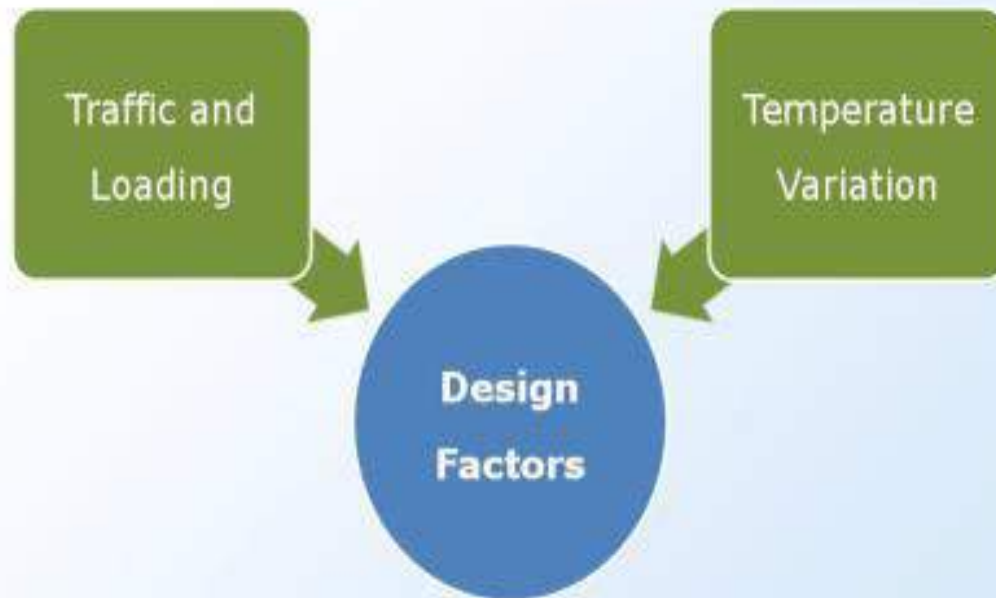 Traffic and
Loading
Temperature
Variation
Design
Factors